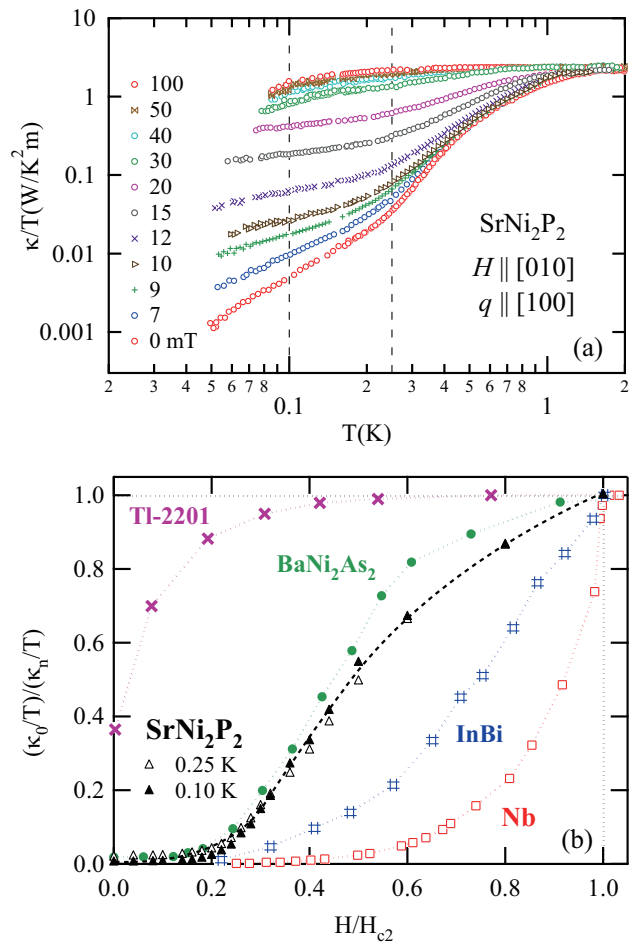 10
1
0.1
0.01
0.001
κ/T(W/K²m)
100
50
40
30
20
15
12
10
9
7
0 mT
SrNi₂P₂
H || [010]
q || [100]
(a)
2 3 4 5 6 7 8 0.1 2 3 4 5 6 7 8 1 2
T(K)
1.0
0.8
0.6
0.4
0.2
0.0
(κ₀/T)/(κₙ/T)
Tl-2201
BaNi₂As₂
SrNi₂P₂
0.25 K
0.10 K
InBi
Nb
(b)
0.0 0.2 0.4 0.6 0.8 1.0
H/H_c2